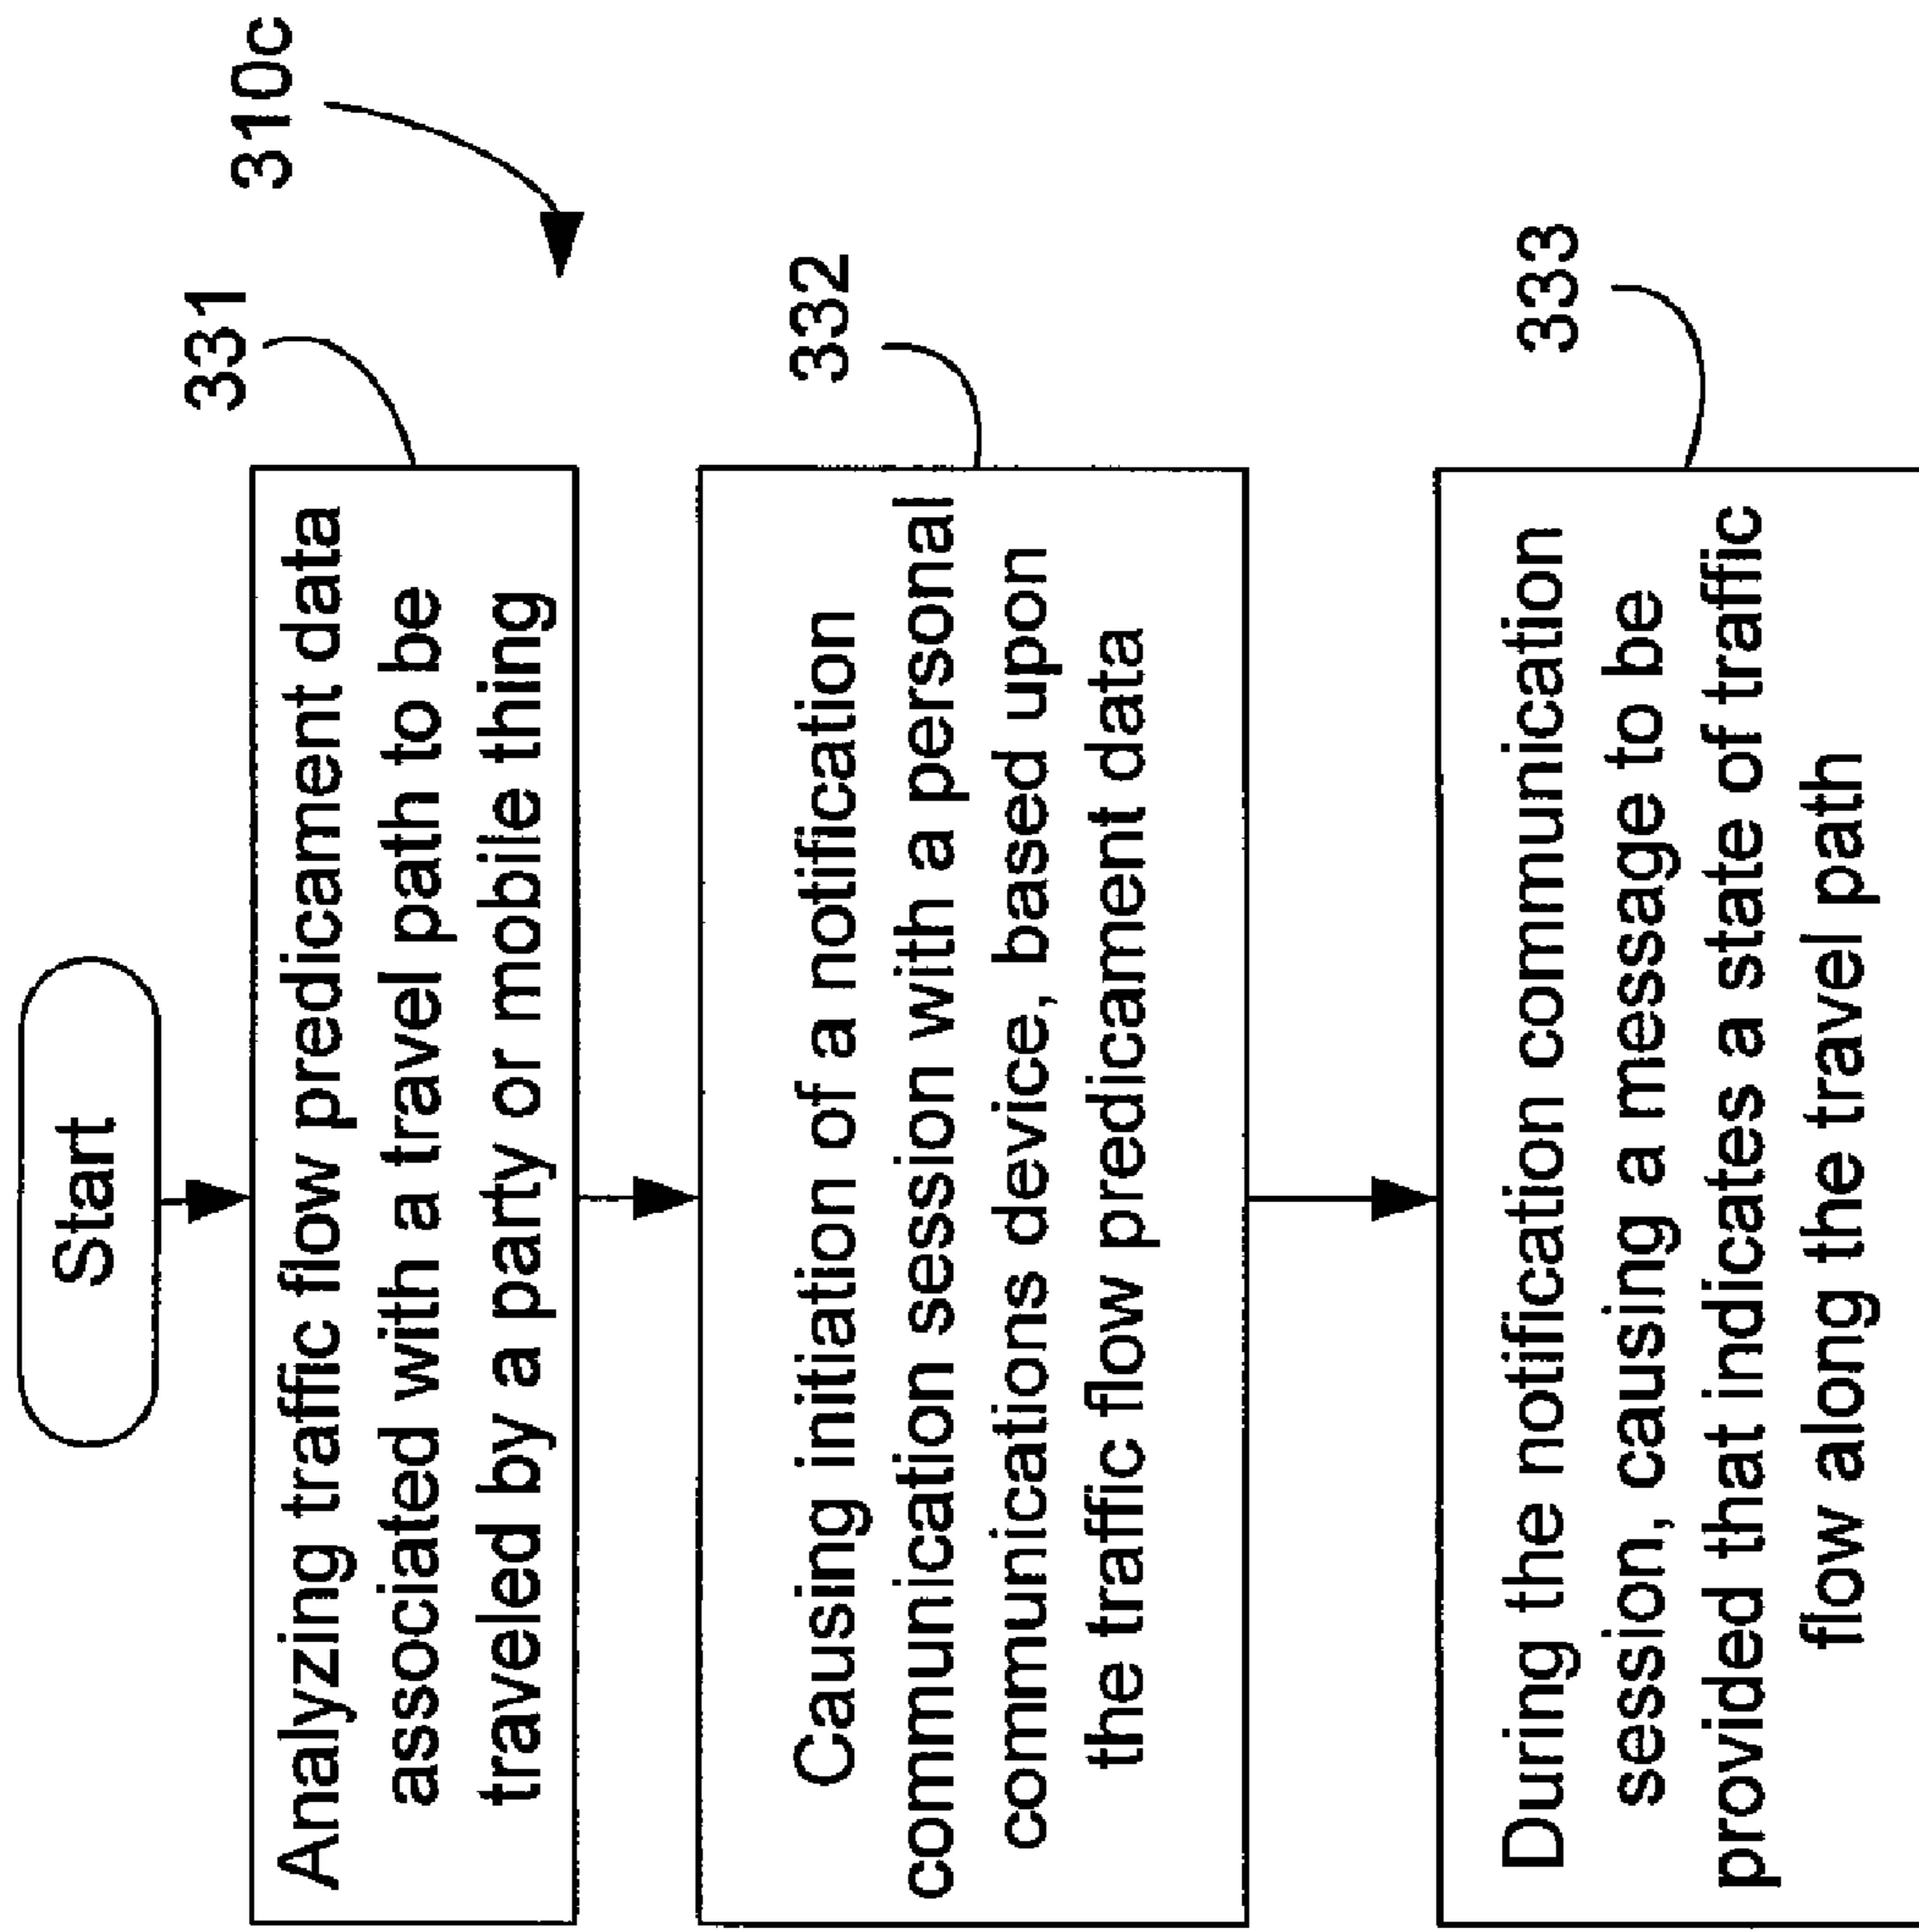 Start
310c
331
Analyzing traffic flow predicament data
associated with a travel path to be
traveled by a party or mobile thing
332
Causing initiation of a notification
communication session with a personal
communications device, based upon
the traffic flow predicament data
333
During the notification communication
session, causing a message to be
provided that indicates a state of traffic
flow along the travel path